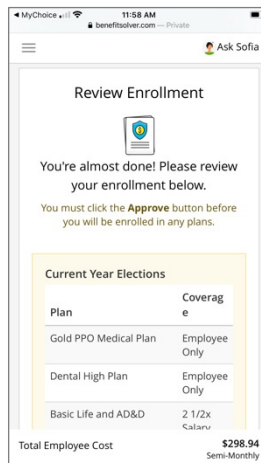 MyChoice 11:58 AM
benefitsolver.com — Private
Ask Sofia
Review Enrollment
You're almost done! Please review
your enrollment below.
You must click the Approve button before
you will be enrolled in any plans.
Current Year Elections
Plan Coverag
e
Gold PPO Medical Plan Employee
Only
Dental High Plan Employee
Only
Basic Life and AD&D 2 1/2x
Salary
Total Employee Cost $298.94
Semi-Monthly